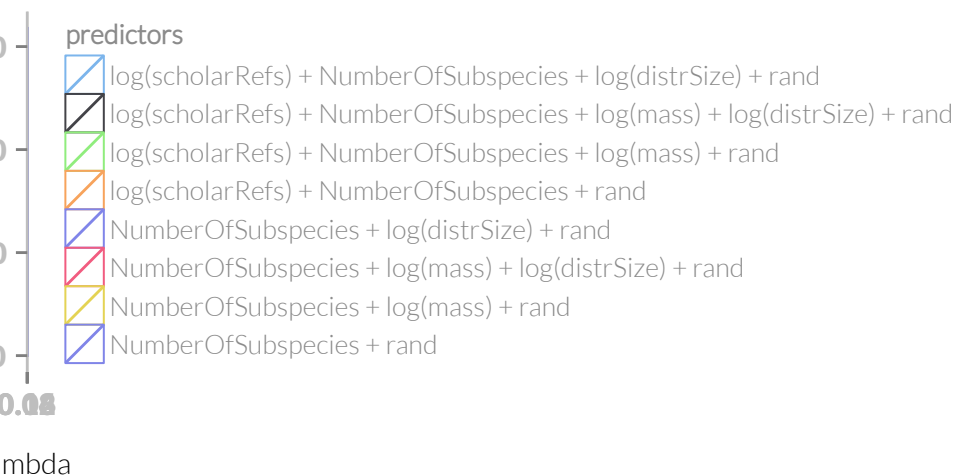 predictors
log(scholarRefs) + NumberOfSubspecies + log(distrSize) + rand
log(scholarRefs) + NumberOfSubspecies + log(mass) + log(distrSize) + rand
log(scholarRefs) + NumberOfSubspecies + log(mass) + rand
log(scholarRefs) + NumberOfSubspecies + rand
NumberOfSubspecies + log(distrSize) + rand
NumberOfSubspecies + log(mass) + log(distrSize) + rand
NumberOfSubspecies + log(mass) + rand
NumberOfSubspecies + rand
mbda